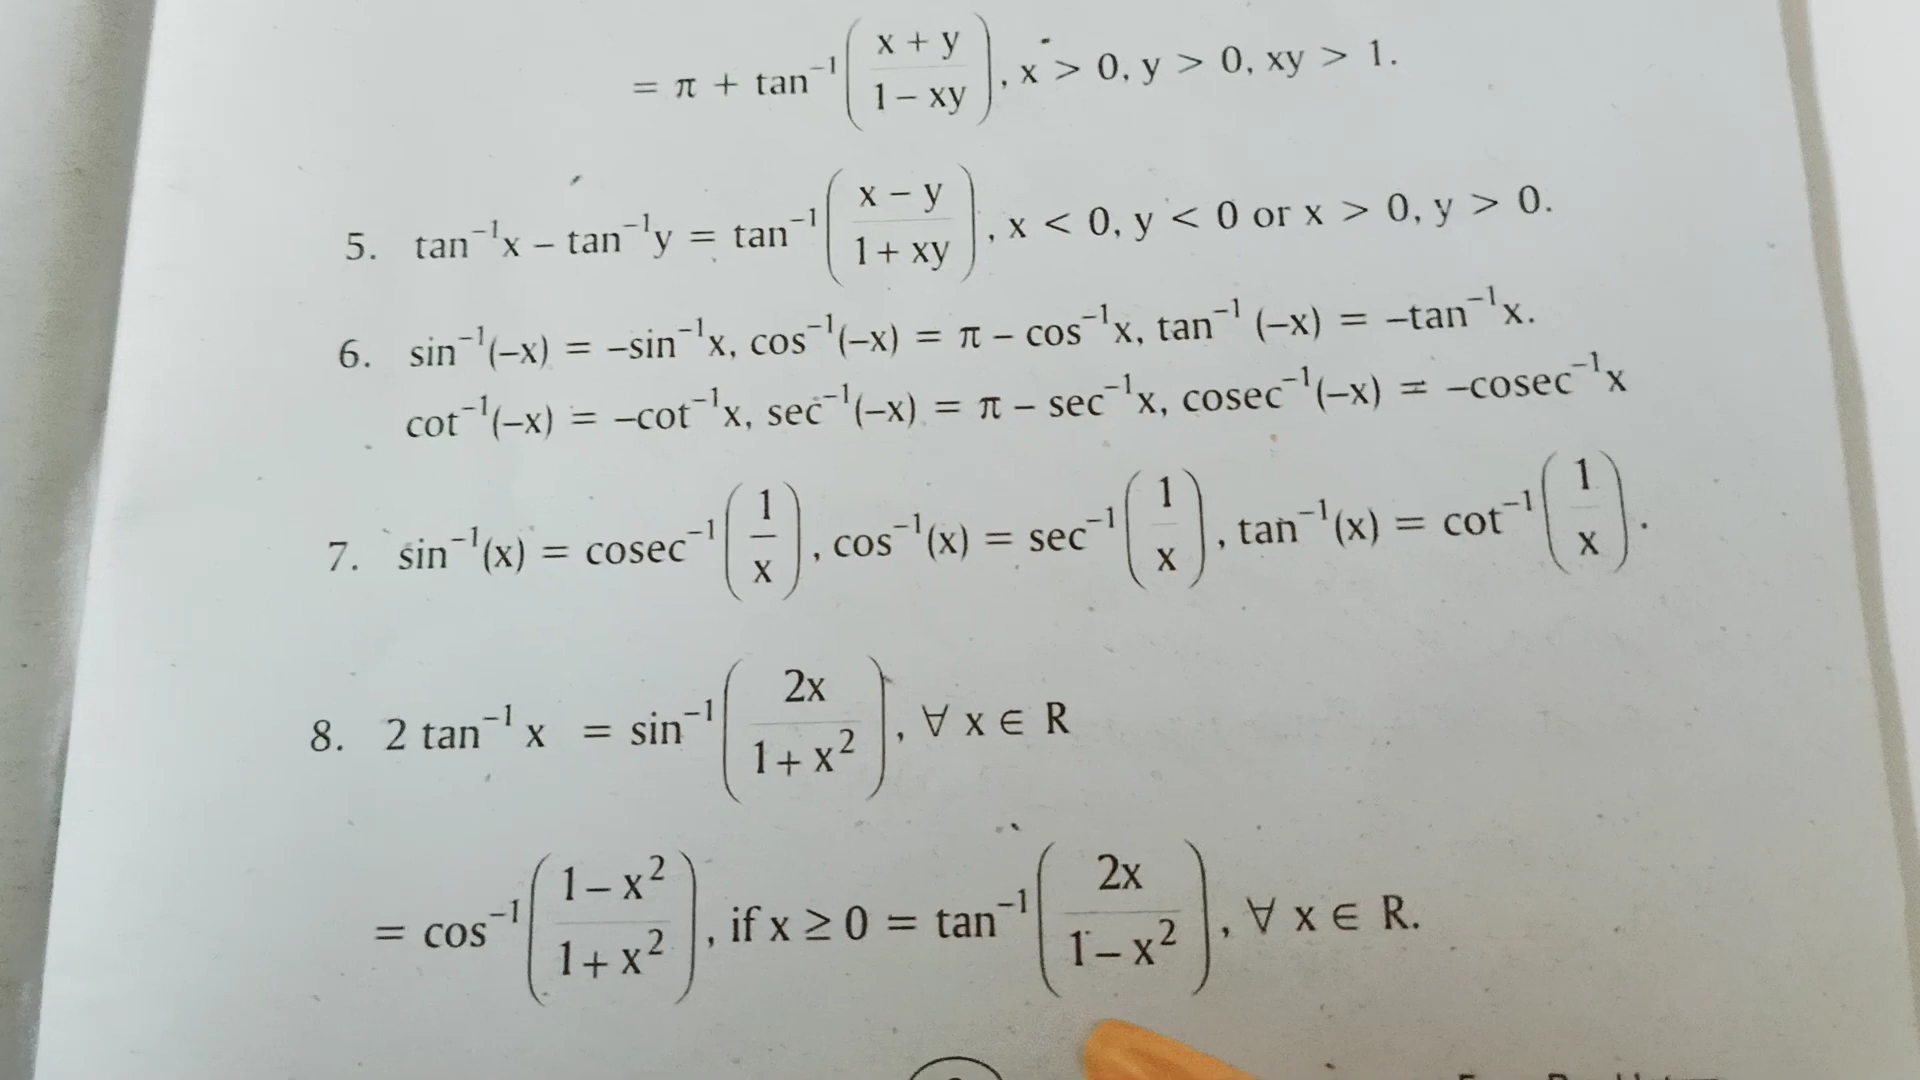 = π + tan⁻¹((x + y)/(1 – xy)), x > 0, y > 0, xy > 1.
5. tan⁻¹x – tan⁻¹y = tan⁻¹((x – y)/(1 + xy)), x < 0, y < 0 or x > 0, y > 0.
6. sin⁻¹(–x) = –sin⁻¹x, cos⁻¹(–x) = π – cos⁻¹x, tan⁻¹ (–x) = –tan⁻¹x.
cot⁻¹(–x) = –cot⁻¹x, sec⁻¹(–x) = π – sec⁻¹x, cosec⁻¹(–x) = –cosec⁻¹x
7. sin⁻¹(x) = cosec⁻¹(1/x), cos⁻¹(x) = sec⁻¹(1/x), tan⁻¹(x) = cot⁻¹(1/x).
8. 2 tan⁻¹ x = sin⁻¹(2x/(1 + x²)), ∀ x ∈ R
= cos⁻¹((1 – x²)/(1 + x²)), if x ≥ 0 = tan⁻¹(2x/(1 – x²)), ∀ x ∈ R.